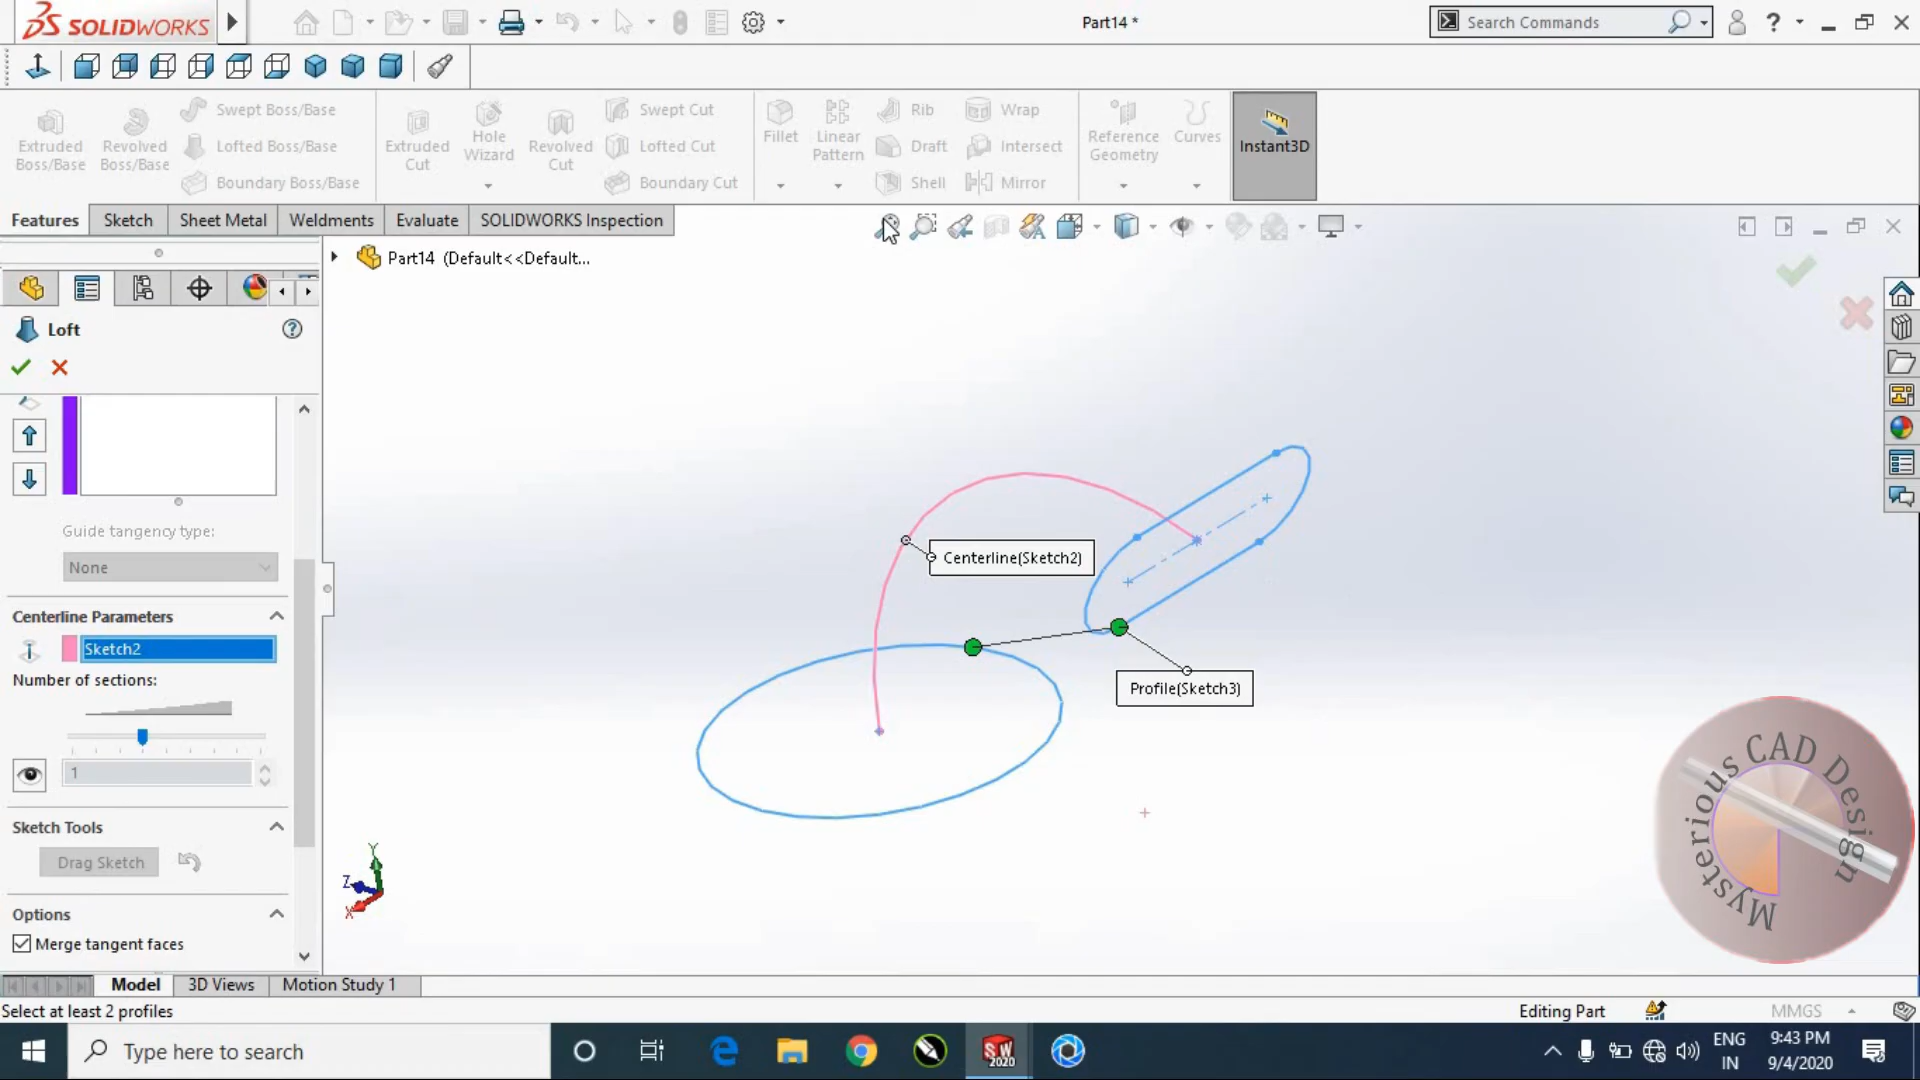 SOLIDWORKS
Part14 *
Search Commands
Extruded Boss/Base
Revolved Boss/Base
Swept Boss/Base
Lofted Boss/Base
Boundary Boss/Base
Extruded Cut
Hole Wizard
Revolved Cut
Swept Cut
Lofted Cut
Boundary Cut
Fillet
Linear Pattern
Rib
Draft
Shell
Wrap
Intersect
Mirror
Reference Geometry
Curves
Instant3D
Features
Sketch
Sheet Metal
Weldments
Evaluate
SOLIDWORKS Inspection
Part14 (Default<<Default...
Loft
Guide tangency type:
None
Centerline Parameters
Sketch2
Number of sections:
1
Sketch Tools
Drag Sketch
Options
Merge tangent faces
Centerline(Sketch2)
Profile(Sketch3)
Y
Z
X
Mysterious CAD Design
Model
3D Views
Motion Study 1
Select at least 2 profiles
Editing Part
MMGS
Type here to search
SW
2020
ENG
IN
9:43 PM
9/4/2020